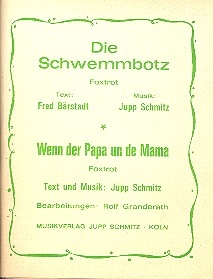 Die
Schwemmbotz
Foxtrot
Text: Musik:
Fred Bärstadt Jupp Schmitz
*
Wenn der Papa un de Mama
Foxtrot
Text und Musik: Jupp Schmitz
Bearbeitungen: Rolf Granderath
MUSIKVERLAG JUPP SCHMITZ - KÖLN